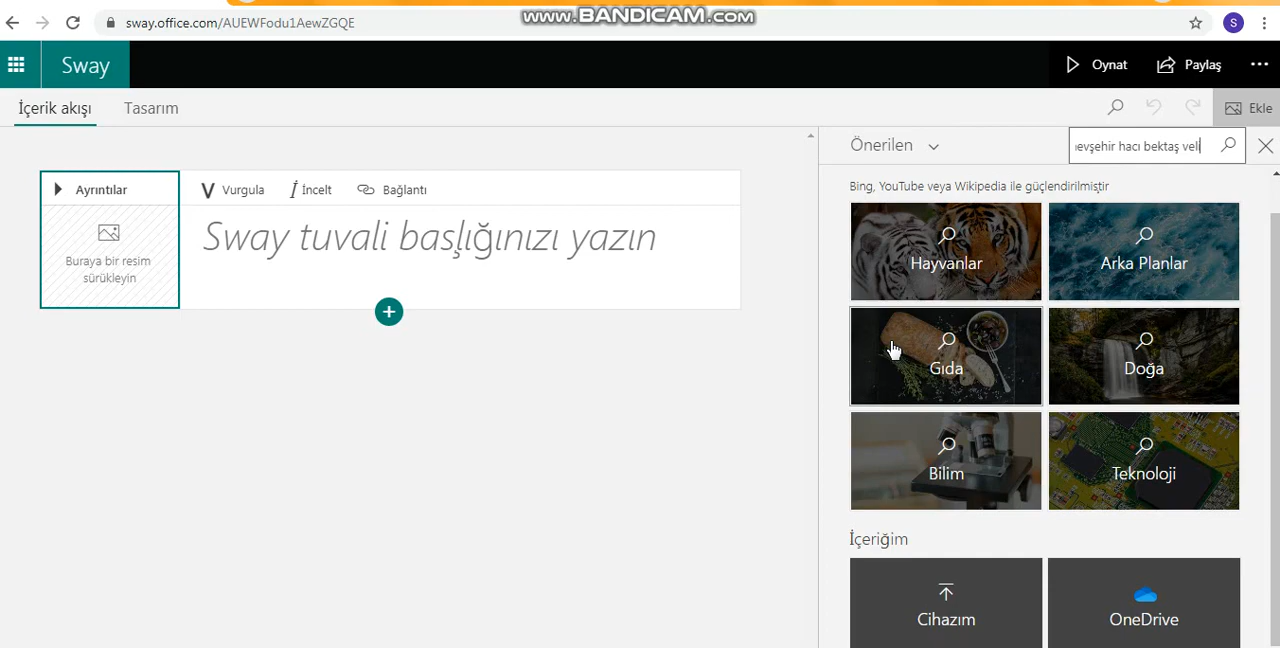 www.BANDICAM.com
sway.office.com/AUEWFodu1AewZGQE
S
Sway
Oynat
Paylaş
İçerik akışı
Tasarım
Ekle
Önerilen
nevşehir hacı bektaş veli
Ayrıntılar
V Vurgula
İ İncelt
Bağlantı
Bing, YouTube veya Wikipedia ile güçlendirilmiştir
Sway tuvali başlığınızı yazın
Buraya bir resim
sürükleyin
Hayvanlar
Arka Planlar
Gıda
Doğa
Bilim
Teknoloji
İçeriğim
Cihazım
OneDrive